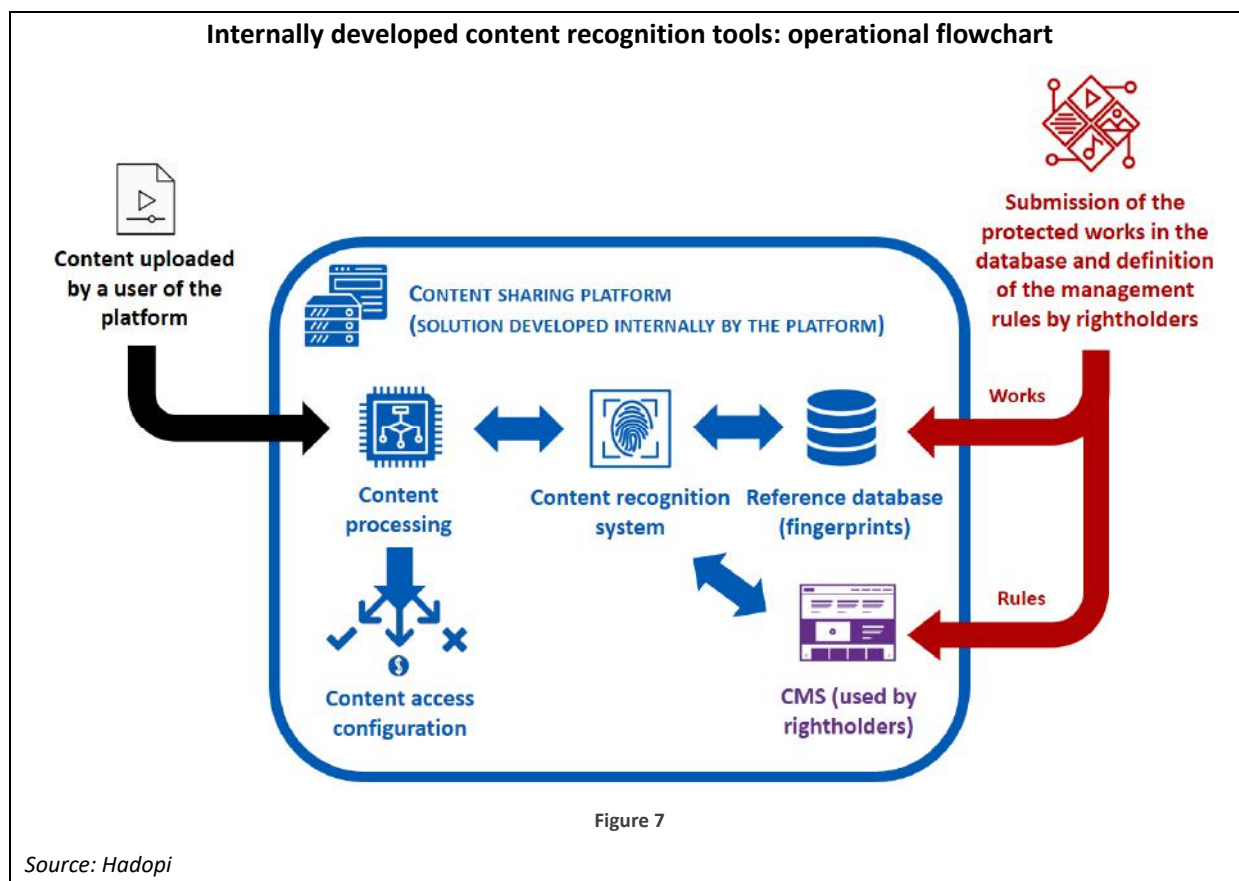 Internally developed content recognition tools: operational flowchart
Content uploaded
by a user of the
platform
Submission of the
protected works in the
database and definition
of the management
rules by rightholders
CONTENT SHARING PLATFORM
(SOLUTION DEVELOPED INTERNALLY BY THE PLATFORM)
Works
Content
processing
Content recognition
system
Reference database
(fingerprints)
Rules
$
Content access
configuration
CMS (used by
rightholders)
Figure 7
Source: Hadopi